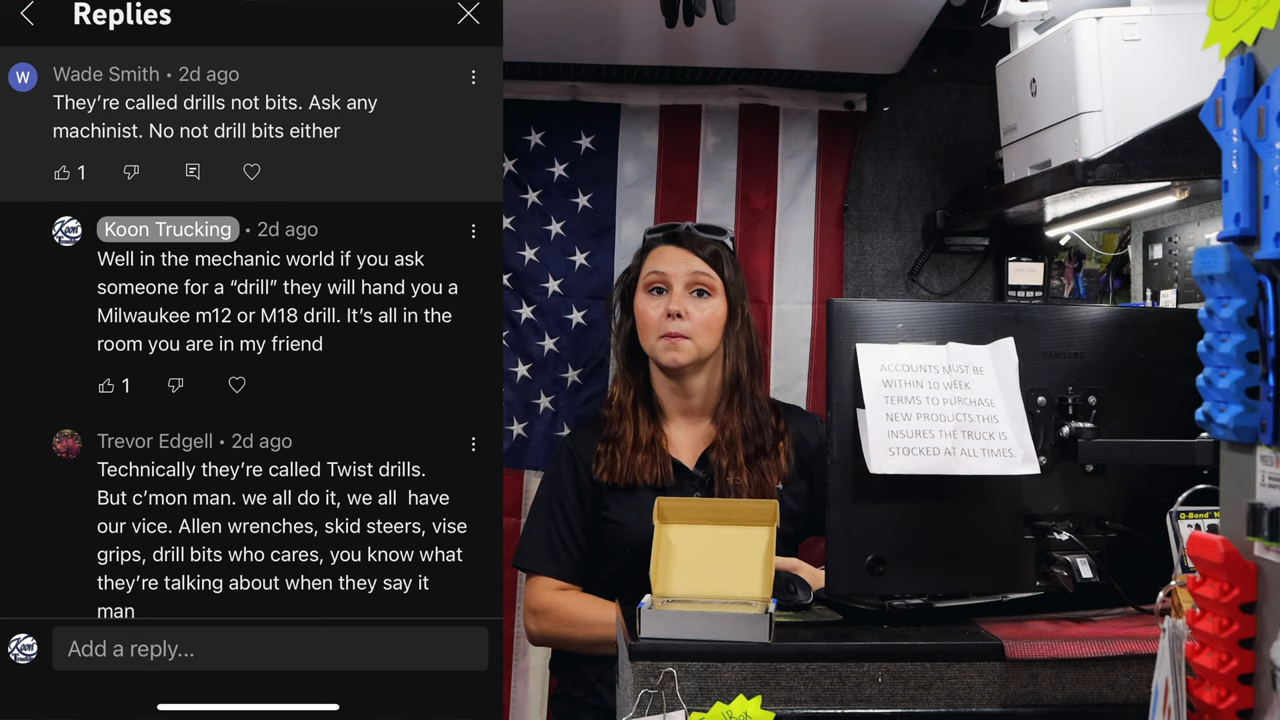 Replies
W
Wade Smith • 2d ago
They're called drills not bits. Ask any
machinist. No not drill bits either
1
Koon
Koon Trucking • 2d ago
Well in the mechanic world if you ask
someone for a “drill” they will hand you a
Milwaukee m12 or M18 drill. It's all in the
room you are in my friend
1
Trevor Edgell • 2d ago
Technically they're called Twist drills.
But c'mon man. we all do it, we all have
our vice. Allen wrenches, skid steers, vise
grips, drill bits who cares, you know what
they're talking about when they say it
man
Koon
Add a reply...
hp
SAMSUNG
ACCOUNTS MUST BE
WITHIN 10 WEEK
TERMS TO PURCHASE
NEW PRODUCTS.THIS
INSURES THE TRUCK IS
STOCKED AT ALL TIMES.
Q-Bond